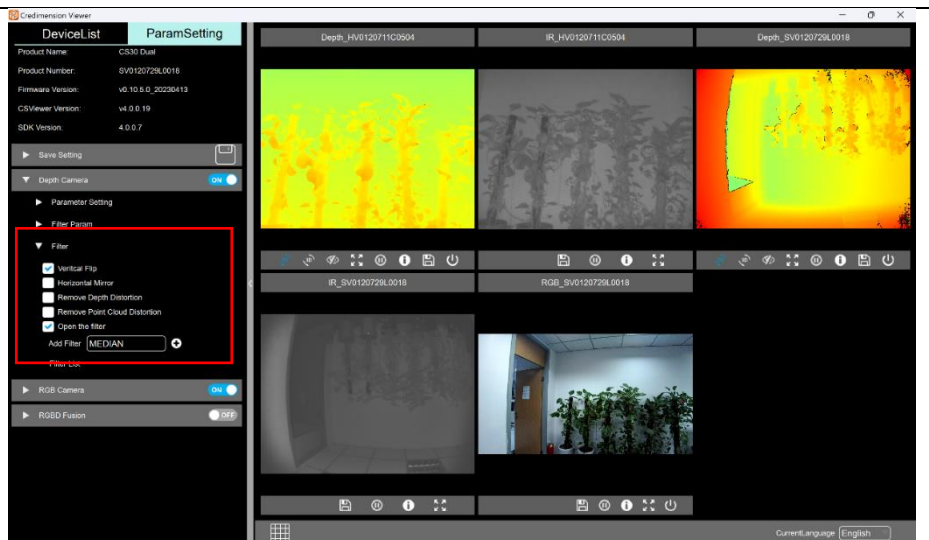 Credimension Viewer
DeviceList
ParamSetting
Product Name: CS30 Dual
Product Number: SV0120729L0018
Firmware Version: v0.10.5.0_20230413
CSViewer Version: v4.0.0.19
SDK Version: 4.0.0.7
Save Setting
Depth Camera ON
Parameter Setting
Filter Param
Filter
Veritcal Flip
Horizontal Mirror
Remove Depth Distortion
Remove Point Cloud Distortion
Open the filter
Add Filter MEDIAN
Filter List
RGB Camera ON
RGBD Fusion OFF
Depth_HV0120711C0504
IR_HV0120711C0504
Depth_SV0120729L0018
IR_SV0120729L0018
RGB_SV0120729L0018
CurrentLanguage English